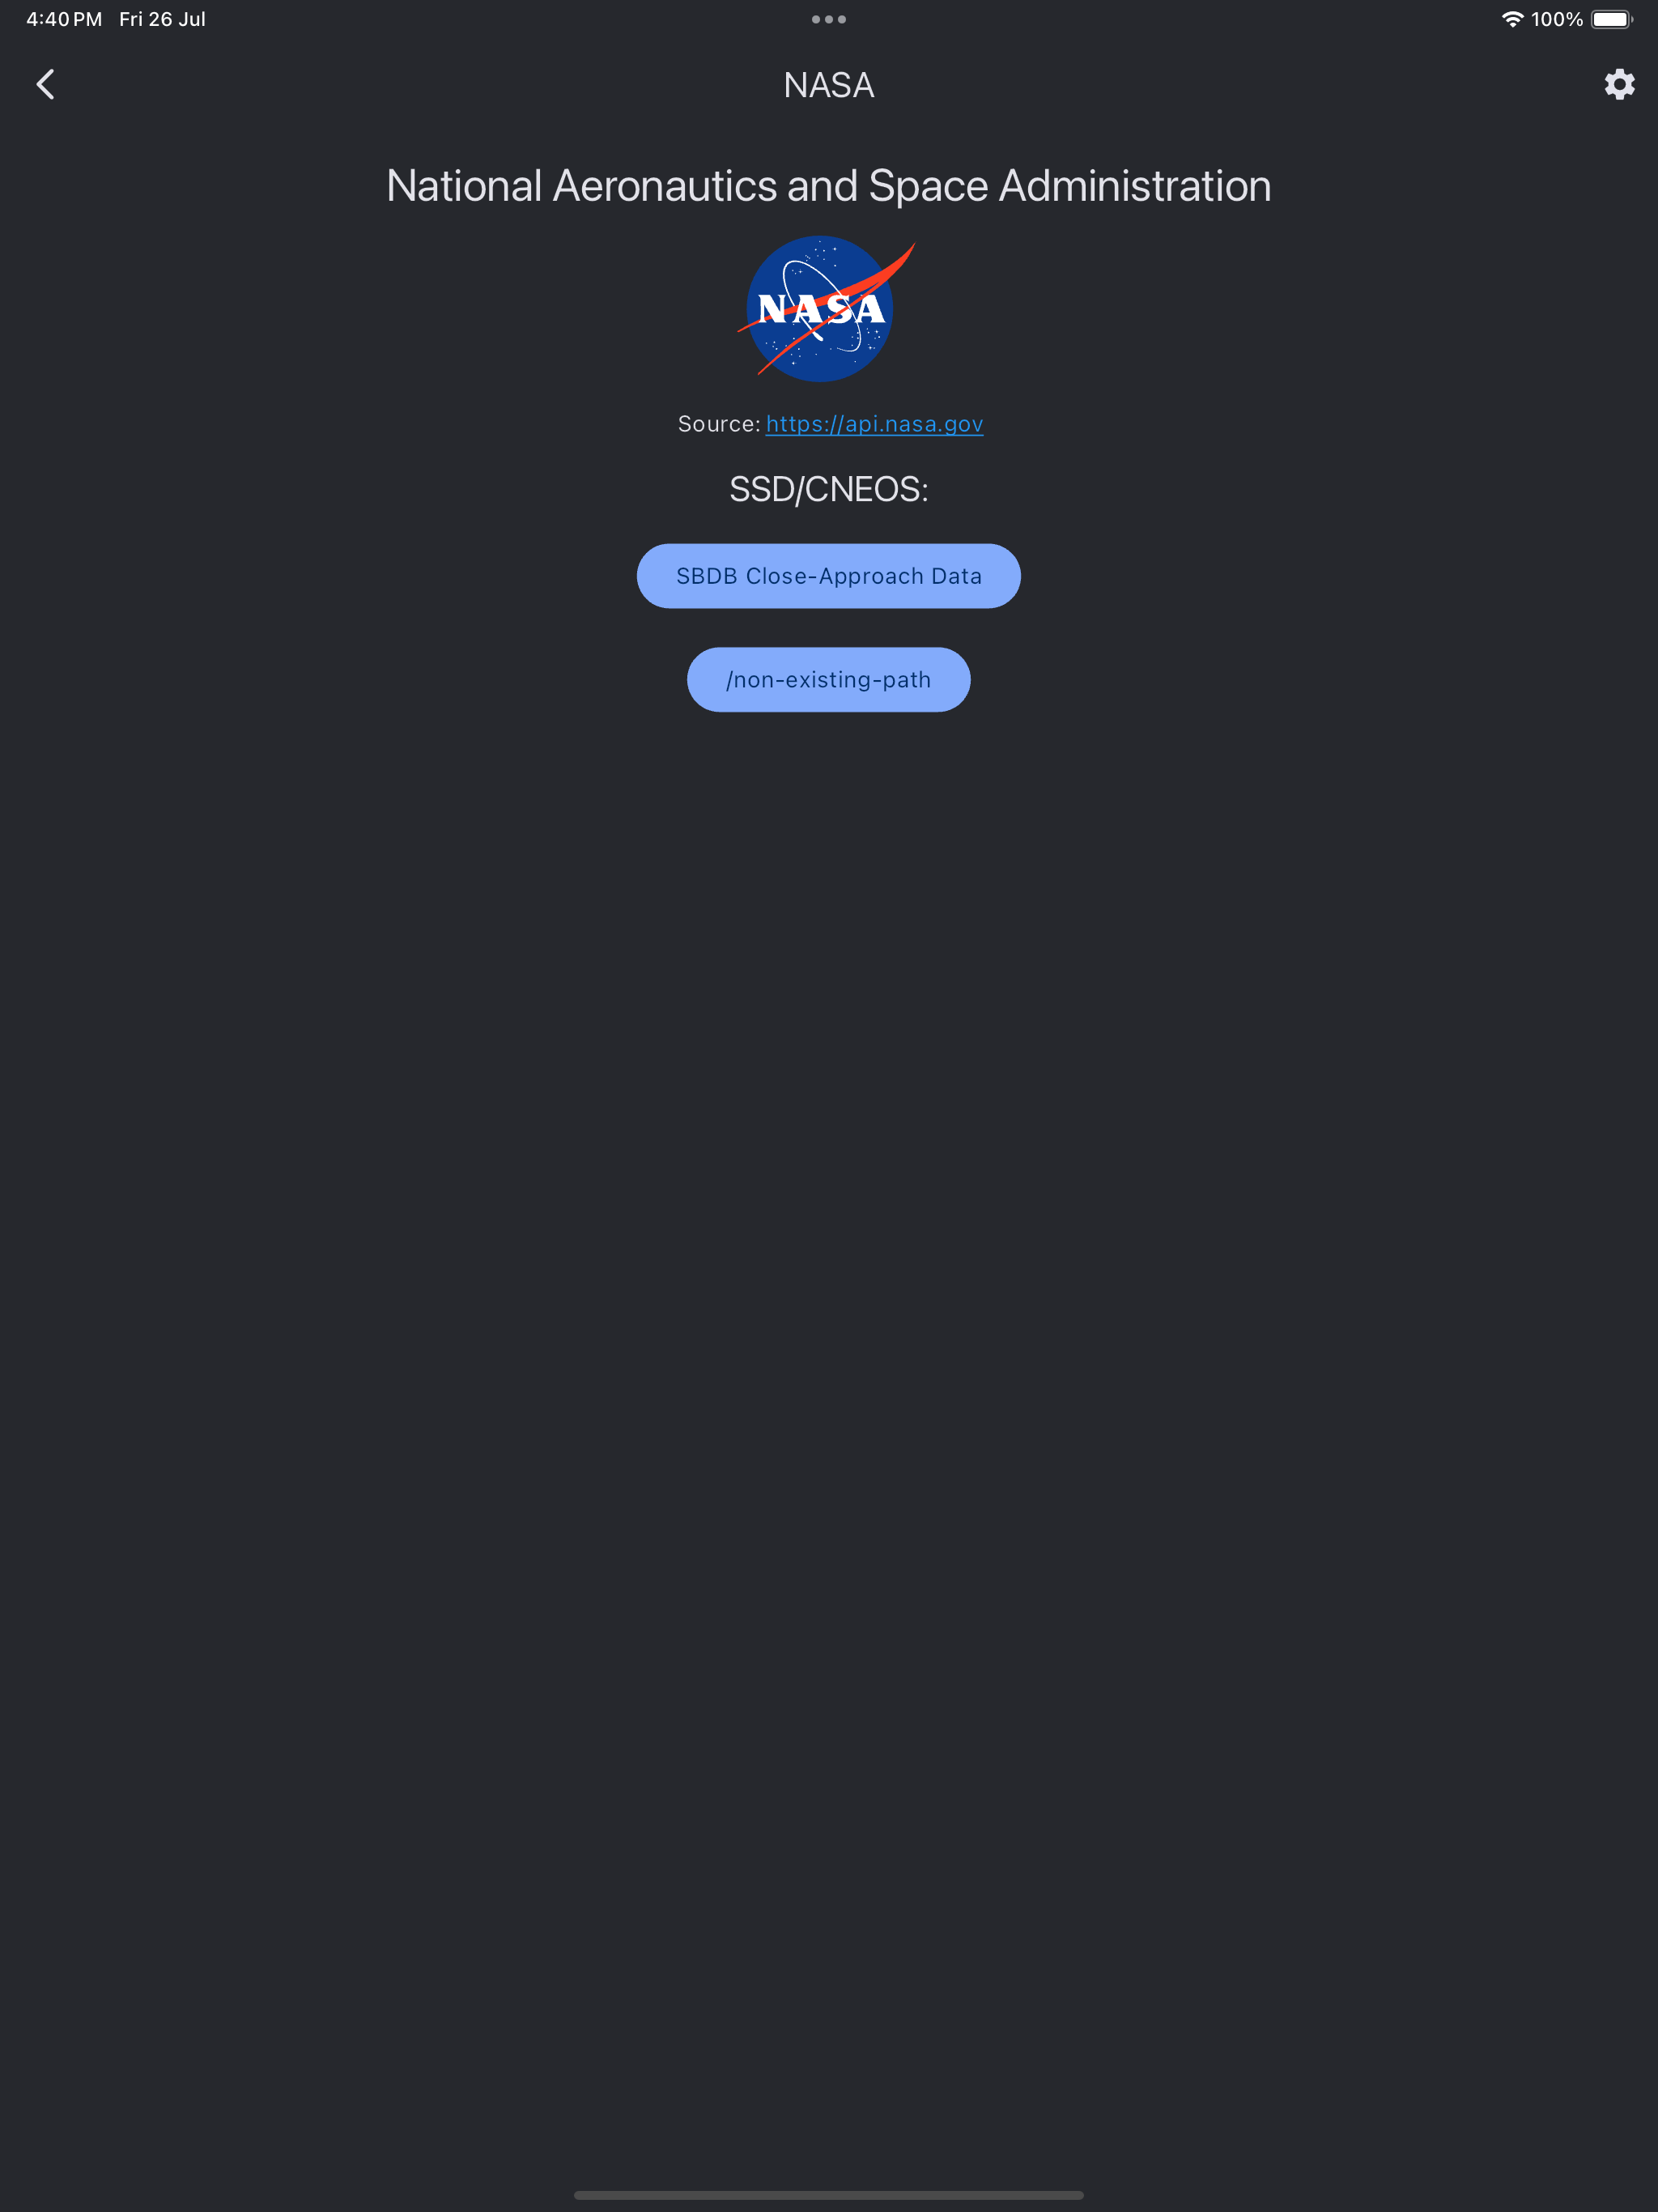 4:40 PM Fri 26 Jul 100%
NASA
National Aeronautics and Space Administration
NASA
Source: https://api.nasa.gov
SSD/CNEOS:
SBDB Close-Approach Data
/non-existing-path